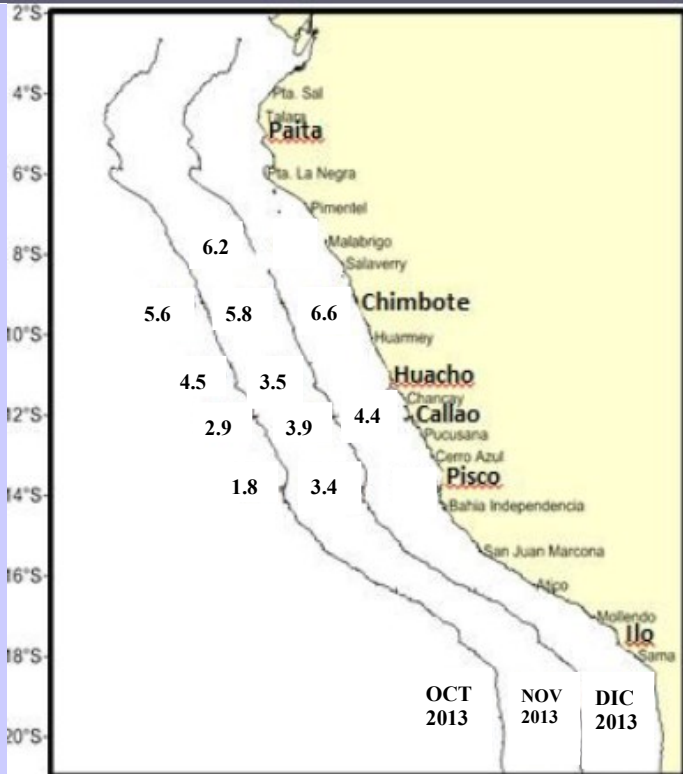 2°S
4°S
Pta. Sal
Talara
Paita
6°S
Pta. La Negra
Pimentel
Malabrigo
6.2
8°S
Salaverry
5.6 5.8 6.6 Chimbote
10°S
Huarmey
4.5 3.5 Huacho
Chancay
12°S
2.9 3.9 4.4 Callao
Pucusana
Cerro Azul
1.8 3.4 Pisco
14°S
Bahia Independencia
San Juan Marcona
16°S
Atico
Mollendo
Ilo
18°S
Sama
OCT NOV DIC
2013 2013 2013
20°S